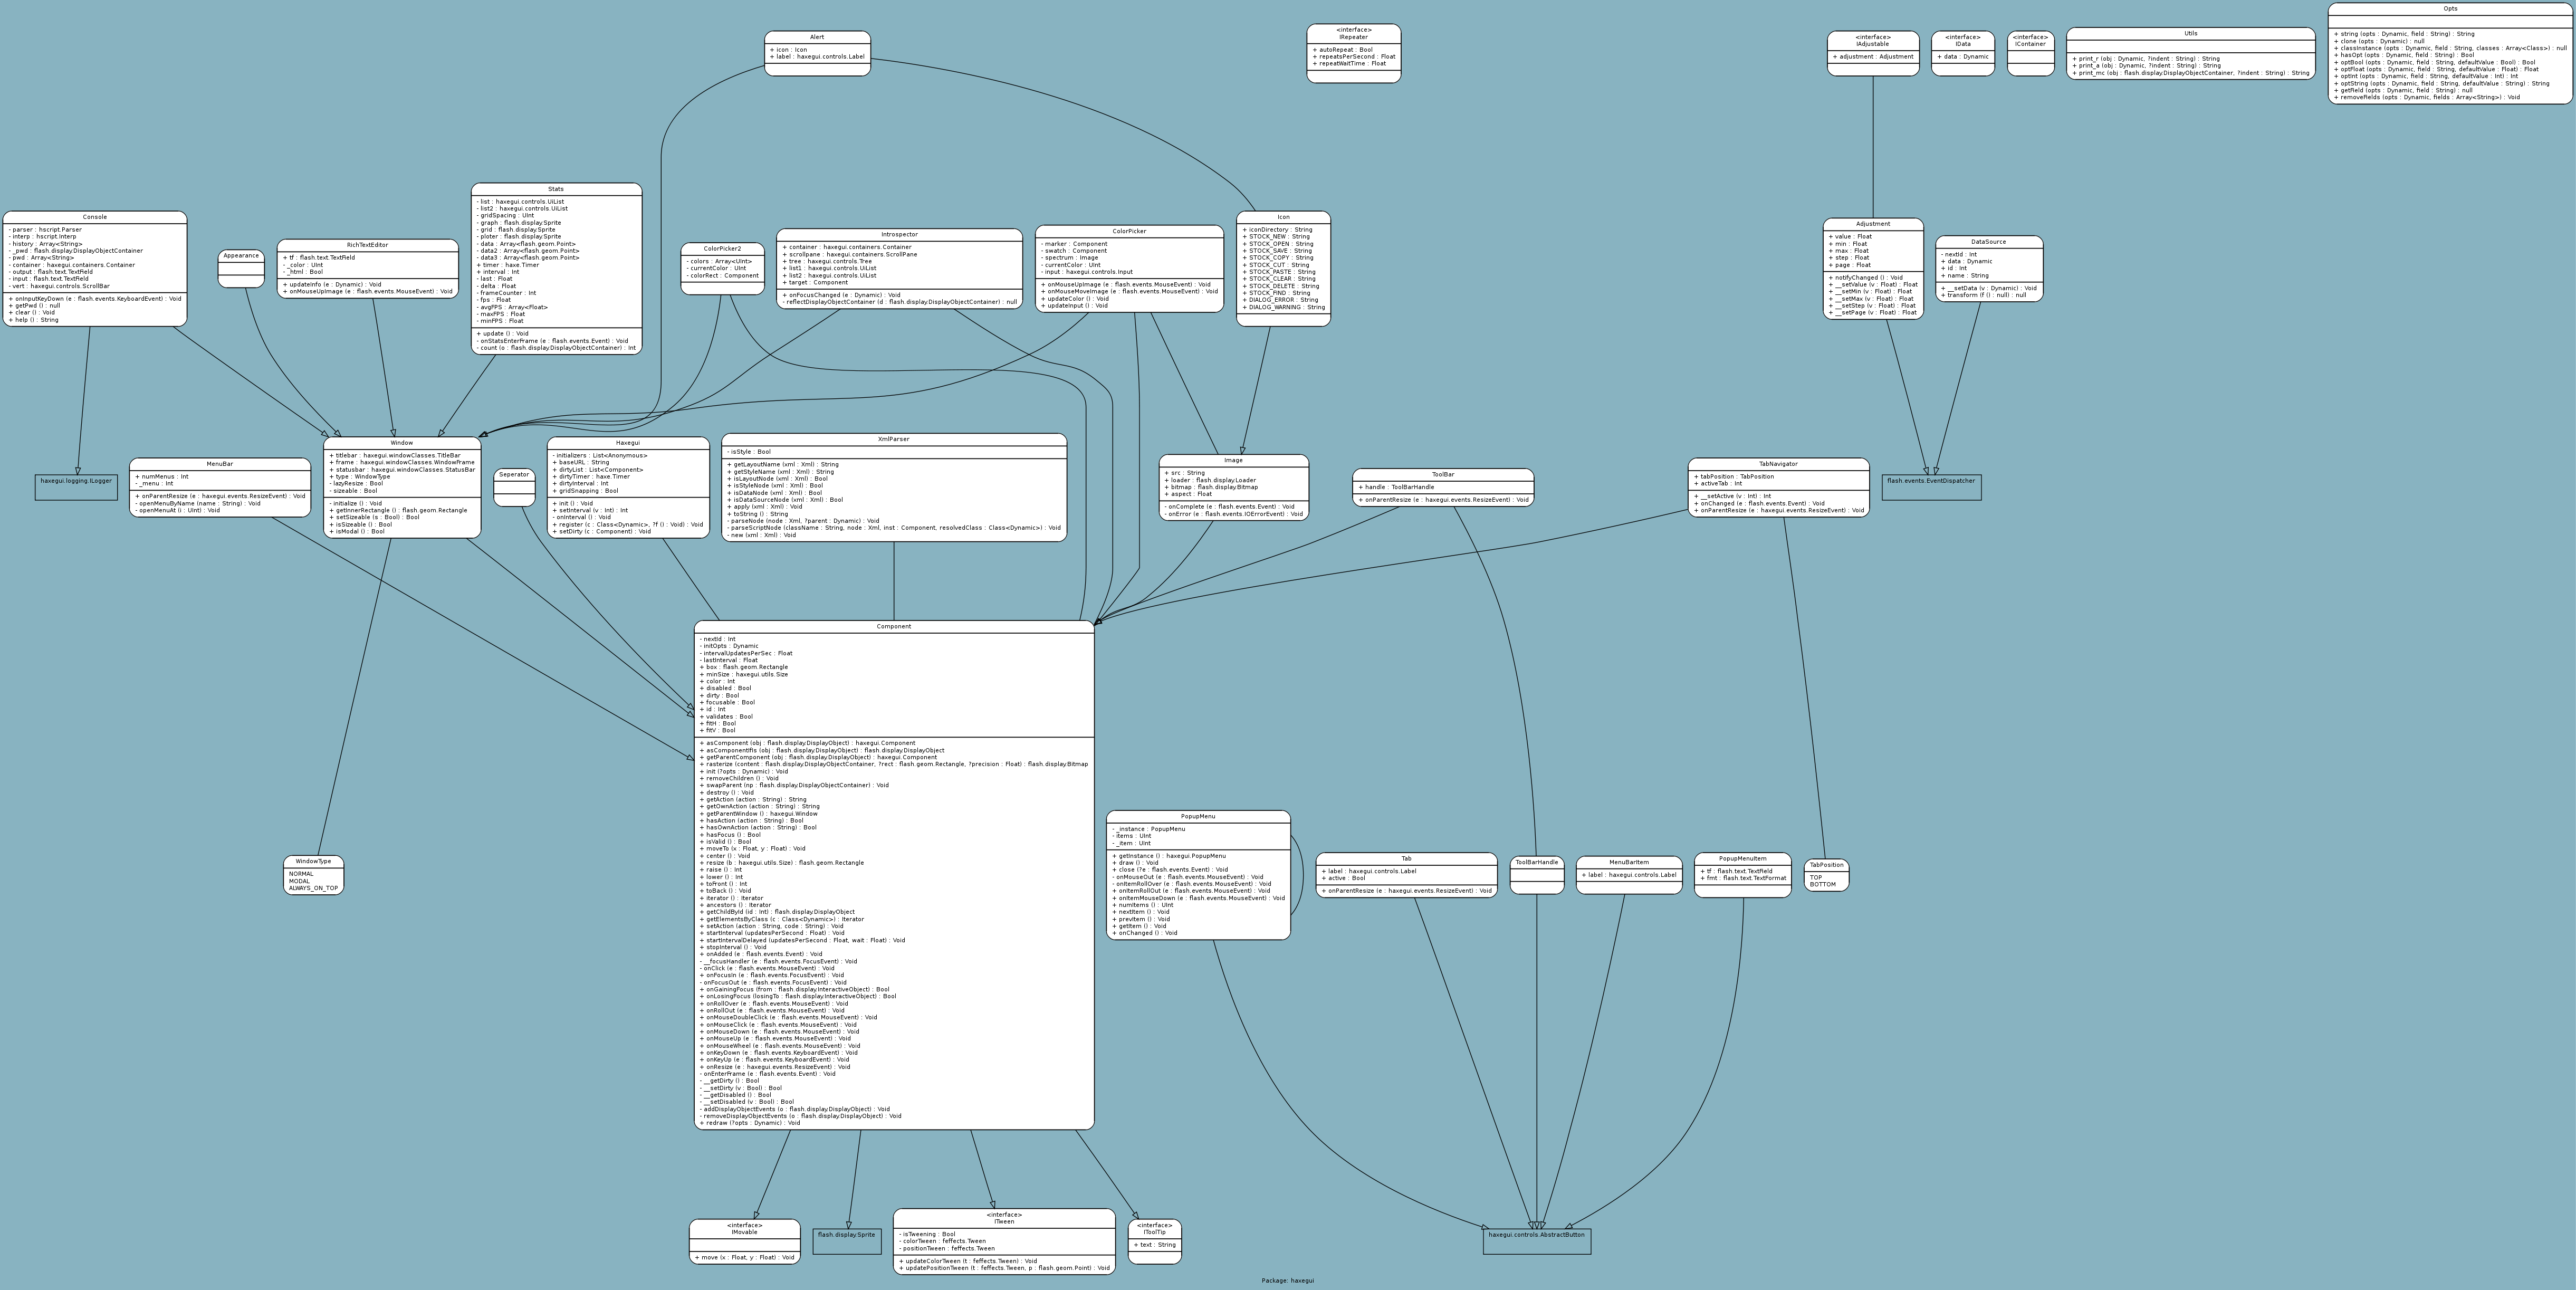 Alert
+ icon : Icon
+ label : haxegui.controls.Label
<interface>
IRepeater
+ autoRepeat : Bool
+ repeatsPerSecond : Float
+ repeatWaitTime : Float
<interface>
IAdjustable
+ adjustment : Adjustment
<interface>
IData
+ data : Dynamic
<interface>
IContainer
Utils
+ print_r (obj : Dynamic, ?indent : String) : String
+ print_a (obj : Dynamic, ?indent : String) : String
+ print_mc (obj : flash.display.DisplayObjectContainer, ?indent : String) : String
Opts
+ string (opts : Dynamic, field : String) : String
+ clone (opts : Dynamic) : null
+ classInstance (opts : Dynamic, field : String, classes : Array<Class>) : null
+ hasOpt (opts : Dynamic, field : String) : Bool
+ optBool (opts : Dynamic, field : String, defaultValue : Bool) : Bool
+ optFloat (opts : Dynamic, field : String, defaultValue : Float) : Float
+ optInt (opts : Dynamic, field : String, defaultValue : Int) : Int
+ optString (opts : Dynamic, field : String, defaultValue : String) : String
+ getField (opts : Dynamic, field : String) : null
+ removeFields (opts : Dynamic, fields : Array<String>) : Void
Console
- parser : hscript.Parser
- interp : hscript.Interp
- history : Array<String>
- _pwd : flash.display.DisplayObjectContainer
- pwd : Array<String>
- container : haxegui.containers.Container
- output : flash.text.TextField
- input : flash.text.TextField
- vert : haxegui.controls.ScrollBar
+ onInputKeyDown (e : flash.events.KeyboardEvent) : Void
+ getPwd () : null
+ clear () : Void
+ help () : String
Appearance
RichTextEditor
+ tf : flash.text.TextField
- _color : UInt
- _html : Bool
+ updateInfo (e : Dynamic) : Void
+ onMouseUpImage (e : flash.events.MouseEvent) : Void
Stats
- list : haxegui.controls.UiList
- list2 : haxegui.controls.UiList
- gridSpacing : UInt
- graph : flash.display.Sprite
- grid : flash.display.Sprite
- ploter : flash.display.Sprite
- data : Array<flash.geom.Point>
- data2 : Array<flash.geom.Point>
- data3 : Array<flash.geom.Point>
+ timer : haxe.Timer
+ interval : Int
- last : Float
- delta : Float
- frameCounter : Int
- fps : Float
- avgFPS : Array<Float>
- maxFPS : Float
- minFPS : Float
+ update () : Void
- onStatsEnterFrame (e : flash.events.Event) : Void
- count (o : flash.display.DisplayObjectContainer) : Int
ColorPicker2
- colors : Array<UInt>
- currentColor : UInt
- colorRect : Component
Introspector
+ container : haxegui.containers.Container
+ scrollpane : haxegui.containers.ScrollPane
+ tree : haxegui.controls.Tree
+ list1 : haxegui.controls.UiList
+ list2 : haxegui.controls.UiList
+ target : Component
+ onFocusChanged (e : Dynamic) : Void
- reflectDisplayObjectContainer (d : flash.display.DisplayObjectContainer) : null
ColorPicker
- marker : Component
- swatch : Component
- spectrum : Image
- currentColor : UInt
- input : haxegui.controls.Input
+ onMouseUpImage (e : flash.events.MouseEvent) : Void
+ onMouseMoveImage (e : flash.events.MouseEvent) : Void
+ updateColor () : Void
+ updateInput () : Void
Icon
+ iconDirectory : String
+ STOCK_NEW : String
+ STOCK_OPEN : String
+ STOCK_SAVE : String
+ STOCK_COPY : String
+ STOCK_CUT : String
+ STOCK_PASTE : String
+ STOCK_CLEAR : String
+ STOCK_DELETE : String
+ STOCK_FIND : String
+ DIALOG_ERROR : String
+ DIALOG_WARNING : String
Adjustment
+ value : Float
+ min : Float
+ max : Float
+ step : Float
+ page : Float
+ notifyChanged () : Void
+ __setValue (v : Float) : Float
+ __setMin (v : Float) : Float
+ __setMax (v : Float) : Float
+ __setStep (v : Float) : Float
+ __setPage (v : Float) : Float
DataSource
- nextId : Int
+ data : Dynamic
+ id : Int
+ name : String
+ __setData (v : Dynamic) : Void
+ transform (f () : null) : null
haxegui.logging.ILogger
MenuBar
+ numMenus : Int
- _menu : Int
+ onParentResize (e : haxegui.events.ResizeEvent) : Void
- openMenuByName (name : String) : Void
- openMenuAt () : UInt) : Void
Window
+ titlebar : haxegui.windowClasses.TitleBar
+ frame : haxegui.windowClasses.WindowFrame
+ statusbar : haxegui.windowClasses.StatusBar
+ type : WindowType
- lazyResize : Bool
- sizeable : Bool
- initialize () : Void
+ getInnerRectangle () : flash.geom.Rectangle
+ setSizeable (s : Bool) : Bool
+ isSizeable () : Bool
+ isModal () : Bool
Seperator
Haxegui
- initializers : List<Anonymous>
+ baseURL : String
+ dirtyList : List<Component>
+ dirtyTimer : haxe.Timer
+ dirtyInterval : Int
+ gridSnapping : Bool
+ init () : Void
+ setInterval (v : Int) : Int
- onInterval () : Void
+ register (c : Class<Dynamic>, ?f () : Void) : Void
+ setDirty (c : Component) : Void
XmlParser
- isStyle : Bool
+ getLayoutName (xml : Xml) : String
+ getStyleName (xml : Xml) : String
+ isLayoutNode (xml : Xml) : Bool
+ isStyleNode (xml : Xml) : Bool
+ isDataNode (xml : Xml) : Bool
+ isDataSourceNode (xml : Xml) : Bool
+ apply (xml : Xml) : Void
+ toString () : String
- parseNode (node : Xml, ?parent : Dynamic) : Void
- parseScriptNode (className : String, node : Xml, inst : Component, resolvedClass : Class<Dynamic>) : Void
- new (xml : Xml) : Void
Image
+ src : String
+ loader : flash.display.Loader
+ bitmap : flash.display.Bitmap
+ aspect : Float
- onComplete (e : flash.events.Event) : Void
- onError (e : flash.events.IOErrorEvent) : Void
ToolBar
+ handle : ToolBarHandle
+ onParentResize (e : haxegui.events.ResizeEvent) : Void
TabNavigator
+ tabPosition : TabPosition
+ activeTab : Int
+ __setActive (v : Int) : Int
+ onChanged (e : flash.events.Event) : Void
+ onParentResize (e : haxegui.events.ResizeEvent) : Void
flash.events.EventDispatcher
Component
- nextId : Int
- initOpts : Dynamic
- intervalUpdatesPerSec : Float
- lastInterval : Float
+ box : flash.geom.Rectangle
+ minSize : haxegui.utils.Size
+ color : Int
+ disabled : Bool
+ dirty : Bool
+ focusable : Bool
+ id : Int
+ validates : Bool
+ fitH : Bool
+ fitV : Bool
+ asComponent (obj : flash.display.DisplayObject) : haxegui.Component
+ asComponentIfIs (obj : flash.display.DisplayObject) : flash.display.DisplayObject
+ getParentComponent (obj : flash.display.DisplayObject) : haxegui.Component
+ rasterize (content : flash.display.DisplayObjectContainer, ?rect : flash.geom.Rectangle, ?precision : Float) : flash.display.Bitmap
+ init (?opts : Dynamic) : Void
+ removeChildren () : Void
+ swapParent (np : flash.display.DisplayObjectContainer) : Void
+ destroy () : Void
+ getAction (action : String) : String
+ getOwnAction (action : String) : String
+ getParentWindow () : haxegui.Window
+ hasAction (action : String) : Bool
+ hasOwnAction (action : String) : Bool
+ hasFocus () : Bool
+ isValid () : Bool
+ moveTo (x : Float, y : Float) : Void
+ center () : Void
+ resize (b : haxegui.utils.Size) : flash.geom.Rectangle
+ raise () : Int
+ lower () : Int
+ toFront () : Int
+ toBack () : Void
+ iterator () : Iterator
+ ancestors () : Iterator
+ getChildById (id : Int) : flash.display.DisplayObject
+ getElementsByClass (c : Class<Dynamic>) : Iterator
+ setAction (action : String, code : String) : Void
+ startInterval (updatesPerSecond : Float) : Void
+ startIntervalDelayed (updatesPerSecond : Float, wait : Float) : Void
+ stopInterval () : Void
+ onAdded (e : flash.events.Event) : Void
- __focusHandler (e : flash.events.FocusEvent) : Void
- onClick (e : flash.events.MouseEvent) : Void
+ onFocusIn (e : flash.events.FocusEvent) : Void
- onFocusOut (e : flash.events.FocusEvent) : Void
+ onGainingFocus (from : flash.display.InteractiveObject) : Bool
+ onLosingFocus (losingTo : flash.display.InteractiveObject) : Bool
+ onRollOver (e : flash.events.MouseEvent) : Void
+ onRollOut (e : flash.events.MouseEvent) : Void
+ onMouseDoubleClick (e : flash.events.MouseEvent) : Void
+ onMouseClick (e : flash.events.MouseEvent) : Void
+ onMouseDown (e : flash.events.MouseEvent) : Void
+ onMouseUp (e : flash.events.MouseEvent) : Void
+ onMouseWheel (e : flash.events.MouseEvent) : Void
+ onKeyDown (e : flash.events.KeyboardEvent) : Void
+ onKeyUp (e : flash.events.KeyboardEvent) : Void
+ onResize (e : haxegui.events.ResizeEvent) : Void
- onEnterFrame (e : flash.events.Event) : Void
- __getDirty () : Bool
- __setDirty (v : Bool) : Bool
- __getDisabled () : Bool
- __setDisabled (v : Bool) : Bool
- addDisplayObjectEvents (o : flash.display.DisplayObject) : Void
- removeDisplayObjectEvents (o : flash.display.DisplayObject) : Void
+ redraw (?opts : Dynamic) : Void
WindowType
NORMAL
MODAL
ALWAYS_ON_TOP
PopupMenu
- _instance : PopupMenu
- items : UInt
- _item : UInt
+ getInstance () : haxegui.PopupMenu
+ draw () : Void
+ close (?e : flash.events.Event) : Void
- onMouseOut (e : flash.events.MouseEvent) : Void
- onItemRollOver (e : flash.events.MouseEvent) : Void
+ onItemRollOut (e : flash.events.MouseEvent) : Void
+ onItemMouseDown (e : flash.events.MouseEvent) : Void
+ numItems () : UInt
+ nextItem () : Void
+ prevItem () : Void
+ getItem () : Void
+ onChanged () : Void
Tab
+ label : haxegui.controls.Label
+ active : Bool
+ onParentResize (e : haxegui.events.ResizeEvent) : Void
ToolBarHandle
MenuBarItem
+ label : haxegui.controls.Label
PopupMenuItem
+ tf : flash.text.TextField
+ fmt : flash.text.TextFormat
TabPosition
TOP
BOTTOM
<interface>
IMovable
+ move (x : Float, y : Float) : Void
flash.display.Sprite
<interface>
ITween
- isTweening : Bool
- colorTween : feffects.Tween
- positionTween : feffects.Tween
+ updateColorTween (t : feffects.Tween) : Void
+ updatePositionTween (t : feffects.Tween, p : flash.geom.Point) : Void
<interface>
IToolTip
+ text : String
haxegui.controls.AbstractButton
Package: haxegui